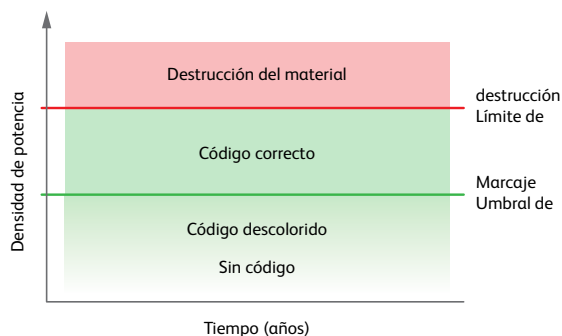 Destrucción del material
destrucción
Límite de
Código correcto
Marcaje
Umbral de
Código descolorido
Sin código
Densidad de potencia
Tiempo (años)